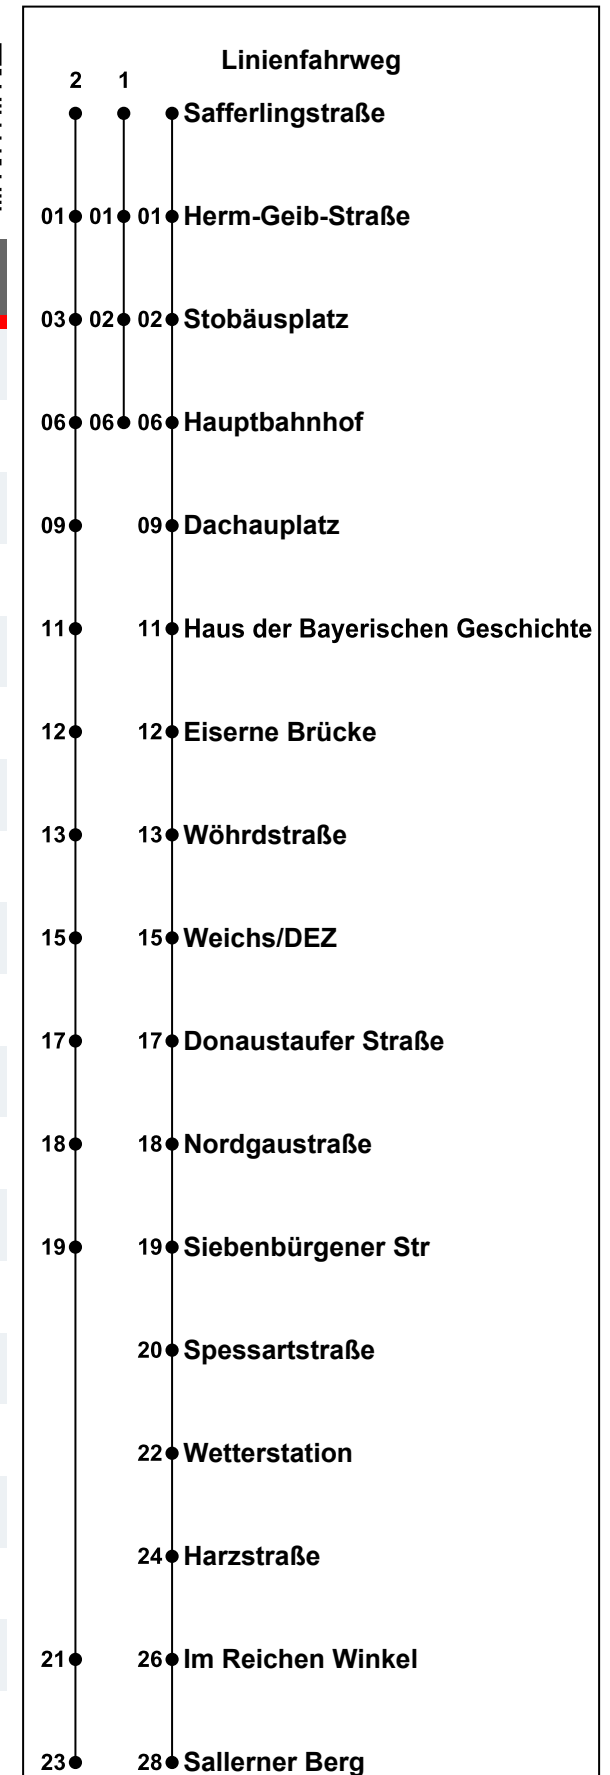 Linienfahrweg
2 1
Safferlingstraße
01 01 01 Herm-Geib-Straße
03 02 02 Stobäusplatz
06 06 06 Hauptbahnhof
09 09 Dachauplatz
11 11 Haus der Bayerischen Geschichte
12 12 Eiserne Brücke
13 13 Wöhrdstraße
15 15 Weichs/DEZ
17 17 Donaustaufer Straße
18 18 Nordgaustraße
19 19 Siebenbürgener Str
20 Spessartstraße
22 Wetterstation
24 Harzstraße
21 26 Im Reichen Winkel
23 28 Sallerner Berg